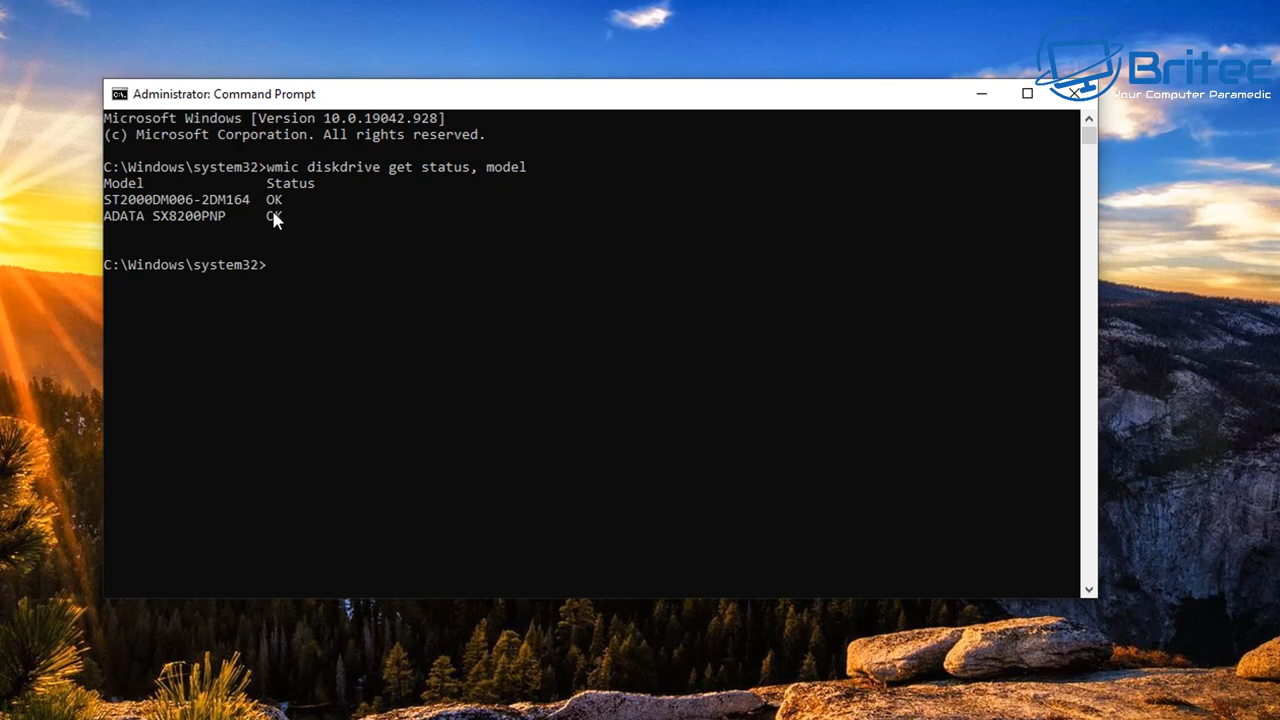 Britec
Your Computer Paramedic
Administrator: Command Prompt
Microsoft Windows [Version 10.0.19042.928]
(c) Microsoft Corporation. All rights reserved.
C:\Windows\system32>wmic diskdrive get status, model
Model Status
ST2000DM006-2DM164 OK
ADATA SX8200PNP OK
C:\Windows\system32>